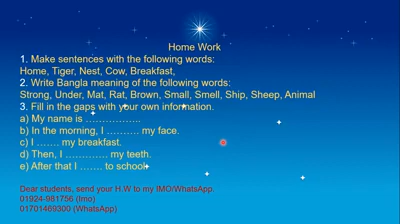 Home Work
1. Make sentences with the following words:
Home, Tiger, Nest, Cow, Breakfast,
2. Write Bangla meaning of the following words:
Strong, Under, Mat, Rat, Brown, Small, Smell, Ship, Sheep, Animal
3. Fill in the gaps with your own information.
a) My name is …………….
b) In the morning, I ………. my face.
c) I ……. my breakfast.
d) Then, I …………. my teeth.
e) After that I ……. to school.
Dear students, send your H.W to my IMO/WhatsApp.
01924-981756 (Imo)
01701469300 (WhatsApp)